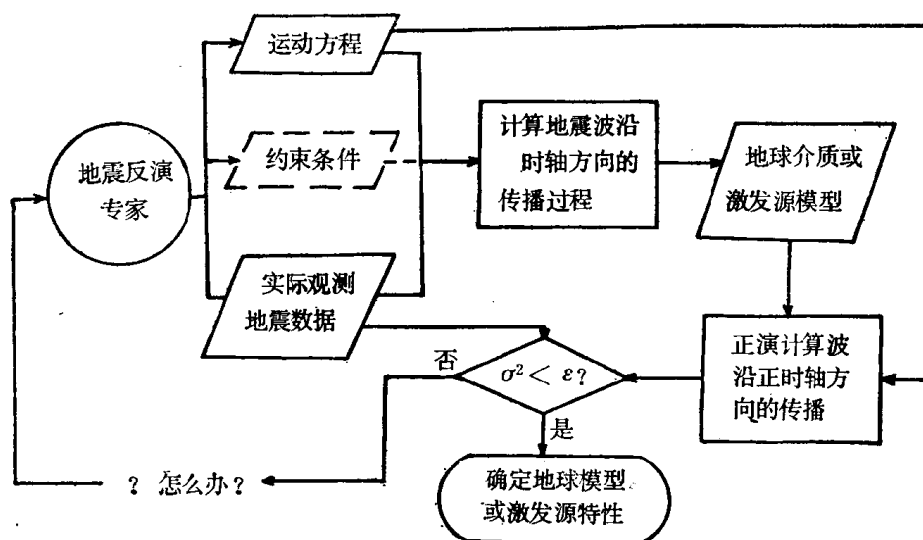 运动方程
约束条件
地震反演
专家
实际观测
地震数据
计算地震波沿
时轴方向的
传播过程
地球介质或
激发源模型
正演计算波
沿正时轴方
向的传播
σ² < ε?
否
是
? 怎么办?
确定地球模型
或激发源特性